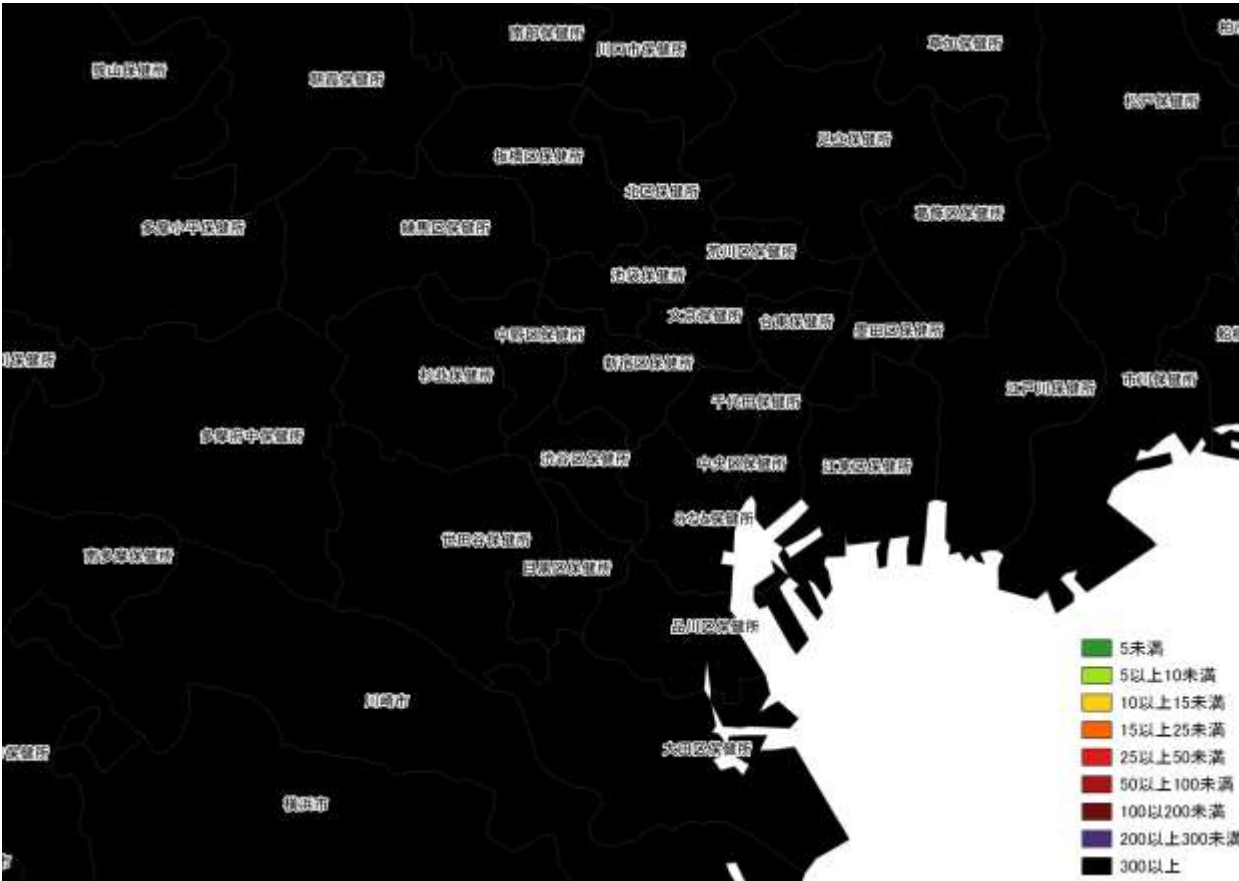 南部保健所
川口市保健所
草加保健所
狭山保健所
朝霞保健所
松戸保健所
足立保健所
板橋区保健所
北区保健所
葛飾区保健所
多摩小平保健所
練馬区保健所
荒川区保健所
池袋保健所
文京保健所
台東保健所
墨田区保健所
中野区保健所
川保健所
新宿区保健所
杉並保健所
市川保健所
江戸川保健所
千代田保健所
多摩府中保健所
渋谷区保健所
中央区保健所
江東区保健所
みなと保健所
世田谷保健所
南多摩保健所
目黒区保健所
品川区保健所
川崎市
大田区保健所
保健所
横浜市
市
5未満
5以上10未満
10以上15未満
15以上25未満
25以上50未満
50以上100未満
100以200未満
200以上300未満
300以上